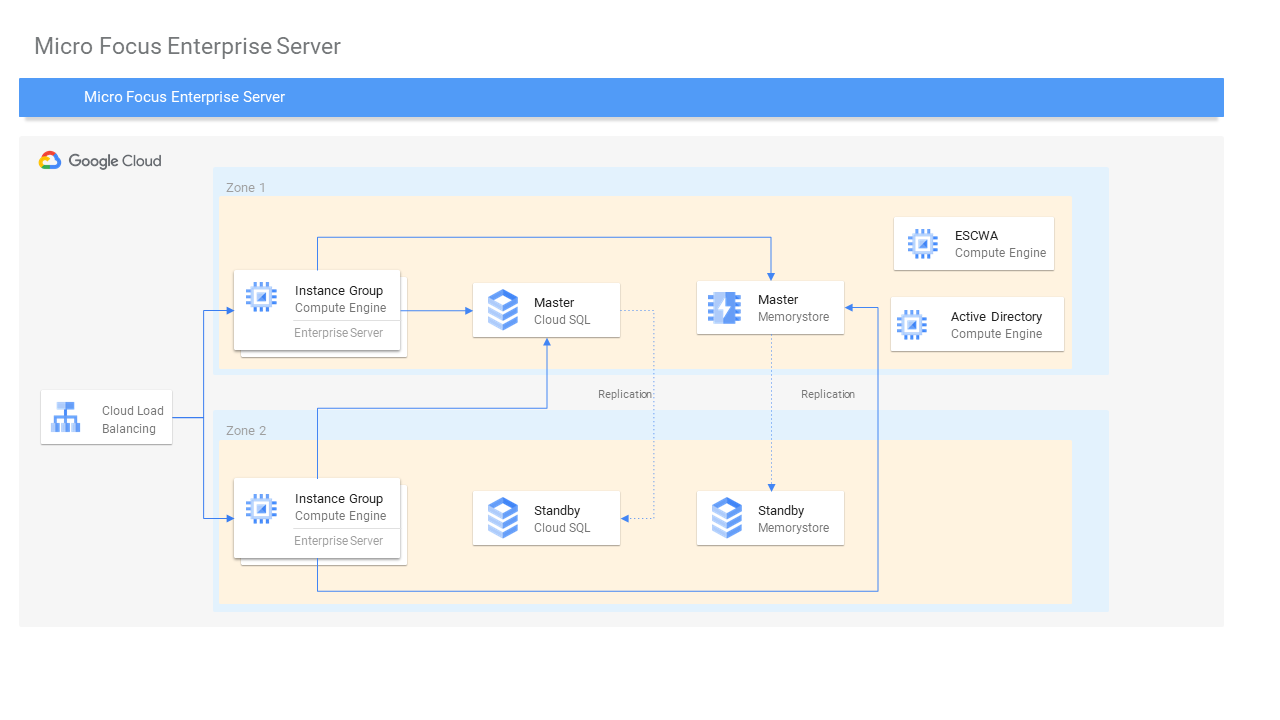 Micro Focus Enterprise Server
Micro Focus Enterprise Server
Google Cloud
Zone 1
ESCWA
Compute Engine
Instance Group
Compute Engine
Enterprise Server
Master
Cloud SQL
Master
Memorystore
Active Directory
Compute Engine
Replication
Replication
Cloud Load
Balancing
Zone 2
Instance Group
Compute Engine
Enterprise Server
Standby
Cloud SQL
Standby
Memorystore